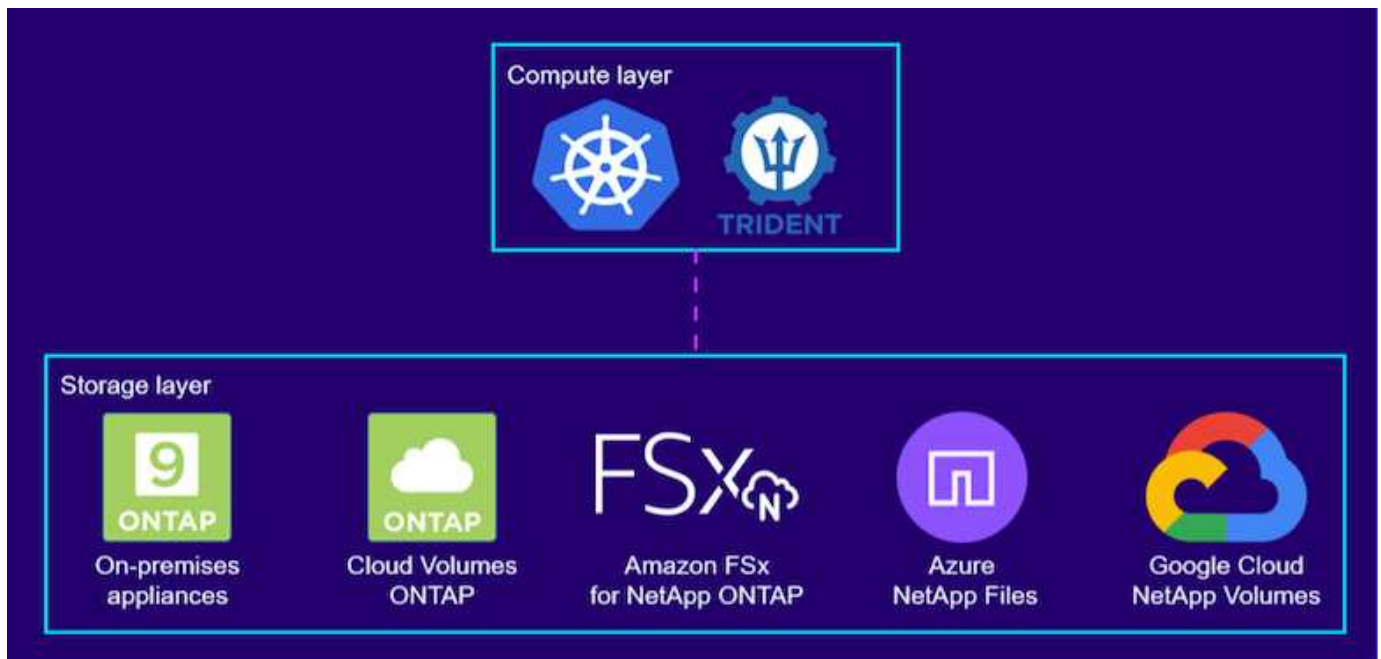 Compute layer
TRIDENT
Storage layer
9
ONTAP
On-premises
appliances
ONTAP
Cloud Volumes
ONTAP
FSx
N
Amazon FSx
for NetApp ONTAP
Azure
NetApp Files
Google Cloud
NetApp Volumes